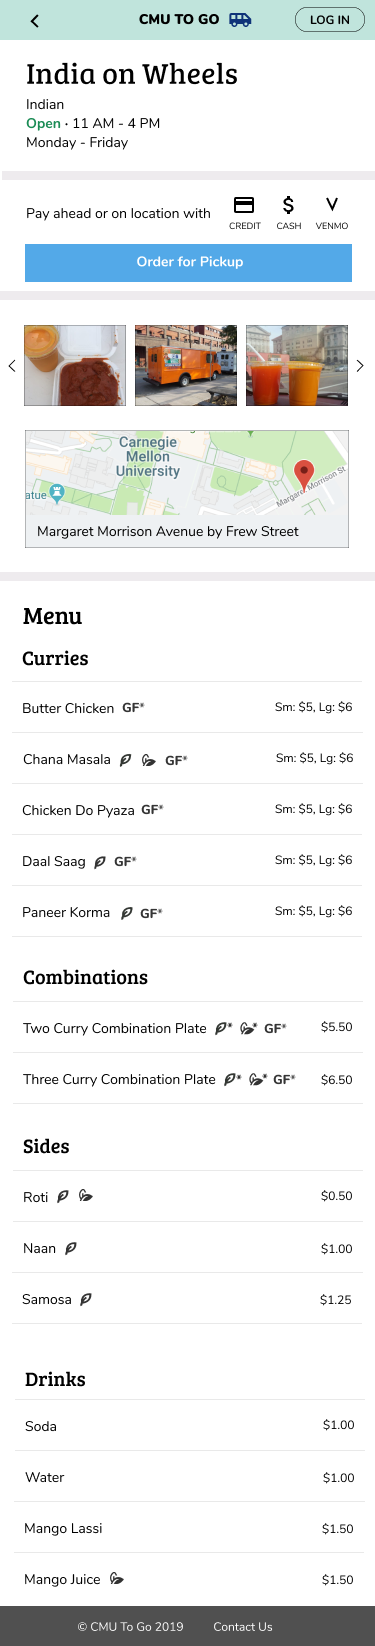 CMU TO GO
LOG IN
India on Wheels
Indian
Open · 11 AM - 4 PM
Monday - Friday
Pay ahead or on location with
CREDIT
CASH
V
VENMO
Order for Pickup
Carnegie
Mellon
University
atue
Margaret Morrison St
Margaret Morrison Avenue by Frew Street
Menu
Curries
Butter Chicken GF* Sm: $5, Lg: $6
Chana Masala GF* Sm: $5, Lg: $6
Chicken Do Pyaza GF* Sm: $5, Lg: $6
Daal Saag GF* Sm: $5, Lg: $6
Paneer Korma GF* Sm: $5, Lg: $6
Combinations
Two Curry Combination Plate * * GF* $5.50
Three Curry Combination Plate * * GF* $6.50
Sides
Roti $0.50
Naan $1.00
Samosa $1.25
Drinks
Soda $1.00
Water $1.00
Mango Lassi $1.50
Mango Juice $1.50
© CMU To Go 2019 Contact Us